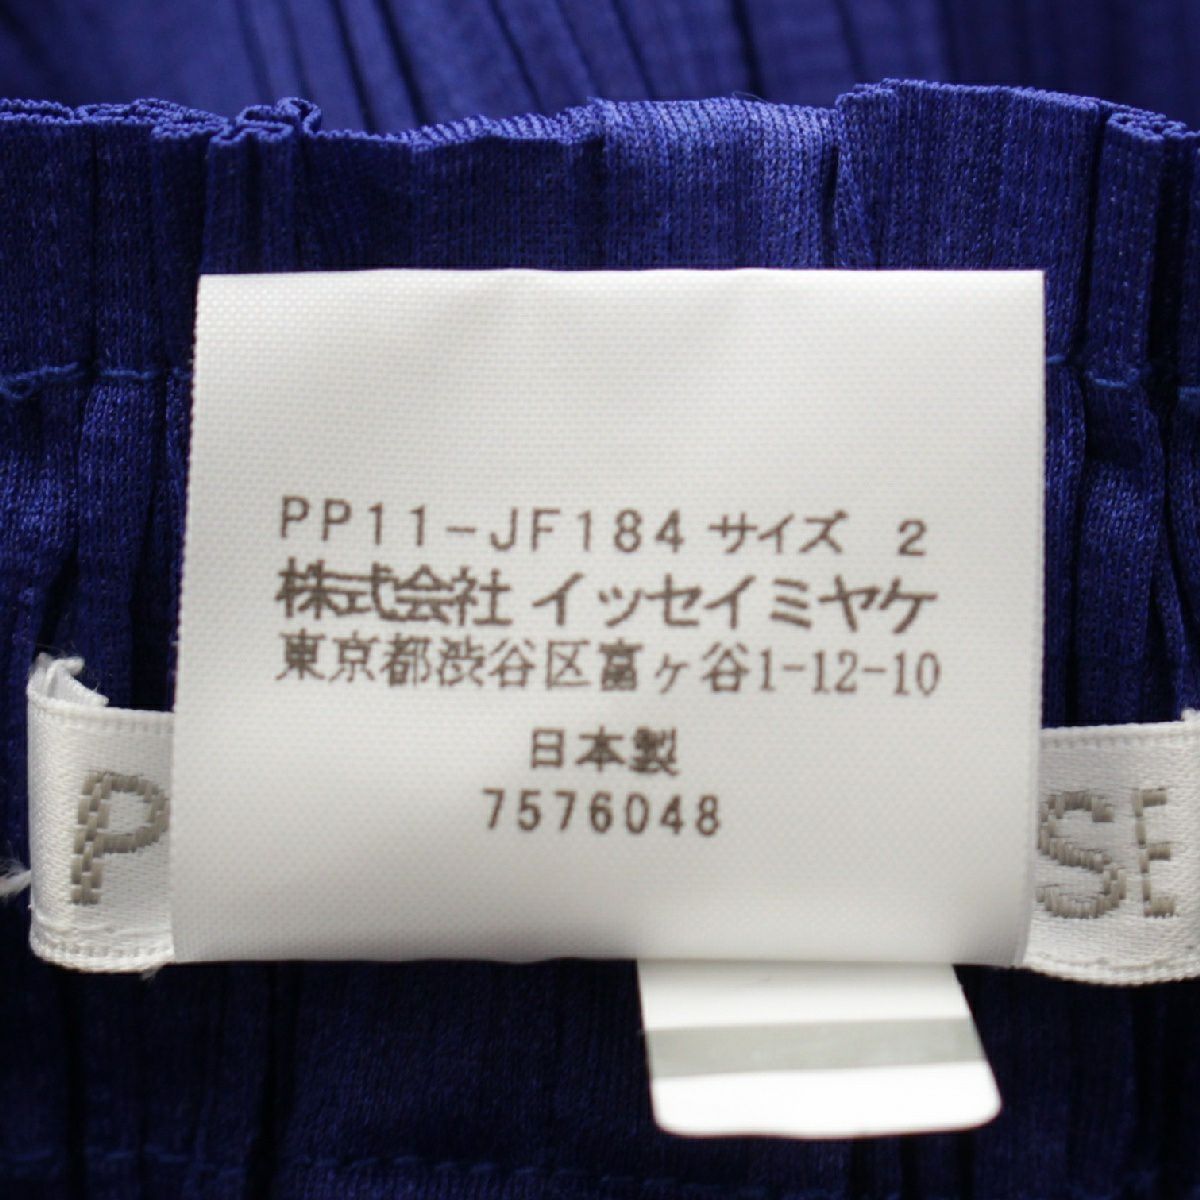 PP11-JF184 サイズ 2
株式会社 イッセイミヤケ
東京都渋谷区富ヶ谷1-12-10
日本製
7576048
P SE